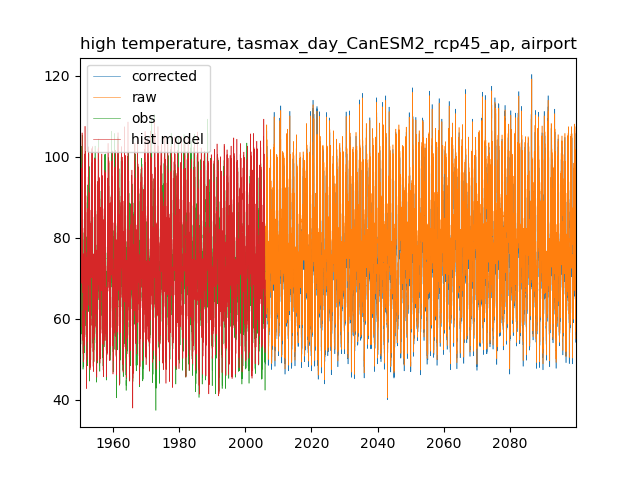 high temperature, tasmax_day_CanESM2_rcp45_ap, airport
corrected
raw
obs
hist model
120
100
80
60
40
1960 1980 2000 2020 2040 2060 2080